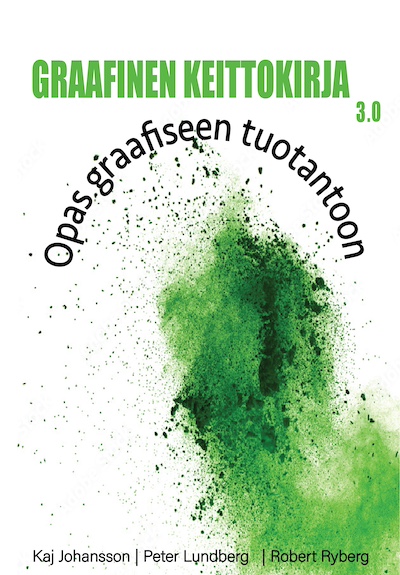 GRAAFINEN KEITTOKIRJA
3.0
Opas graafiseen tuotantoon
Kaj Johansson | Peter Lundberg | Robert Ryberg